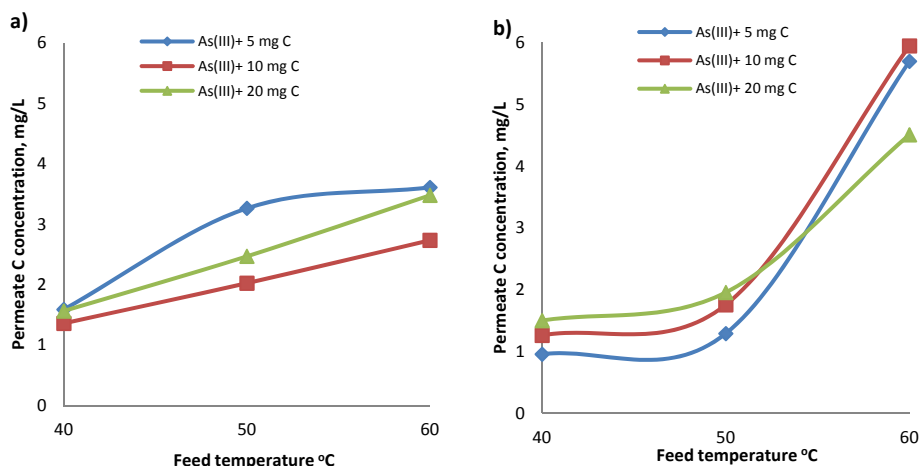 a)
As(III)+ 5 mg C
As(III)+ 10 mg C
As(III)+ 20 mg C
Permeate C concentration, mg/L
6
5
4
3
2
1
0
40 50 60
Feed temperature ºC
b)
As(III)+ 5 mg C
As(III)+ 10 mg C
As(III)+ 20 mg C
Permeate C concentration, mg/L
6
5
4
3
2
1
0
40 50 60
Feed temperature ºC